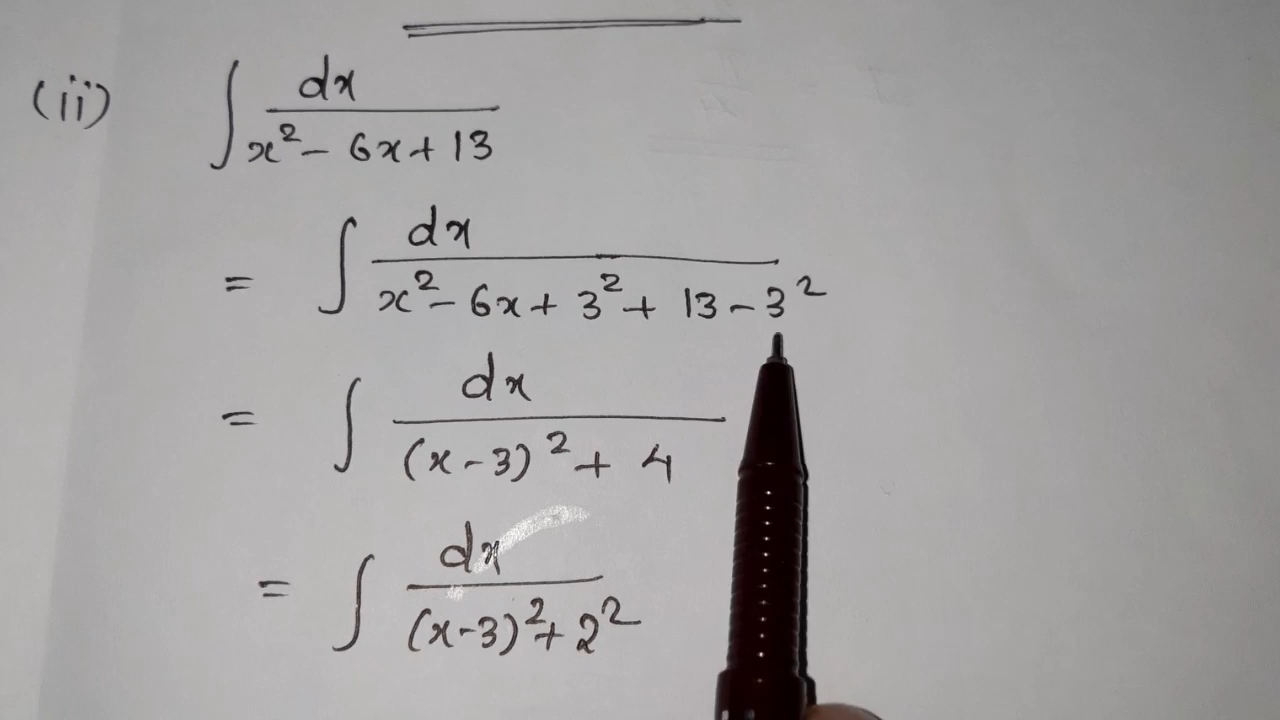 (ii) ∫ dx / x² - 6x + 13
= ∫ dx / x² - 6x + 3² + 13 - 3²
= ∫ dx / (x-3)² + 4
= ∫ dx / (x-3)² + 2²